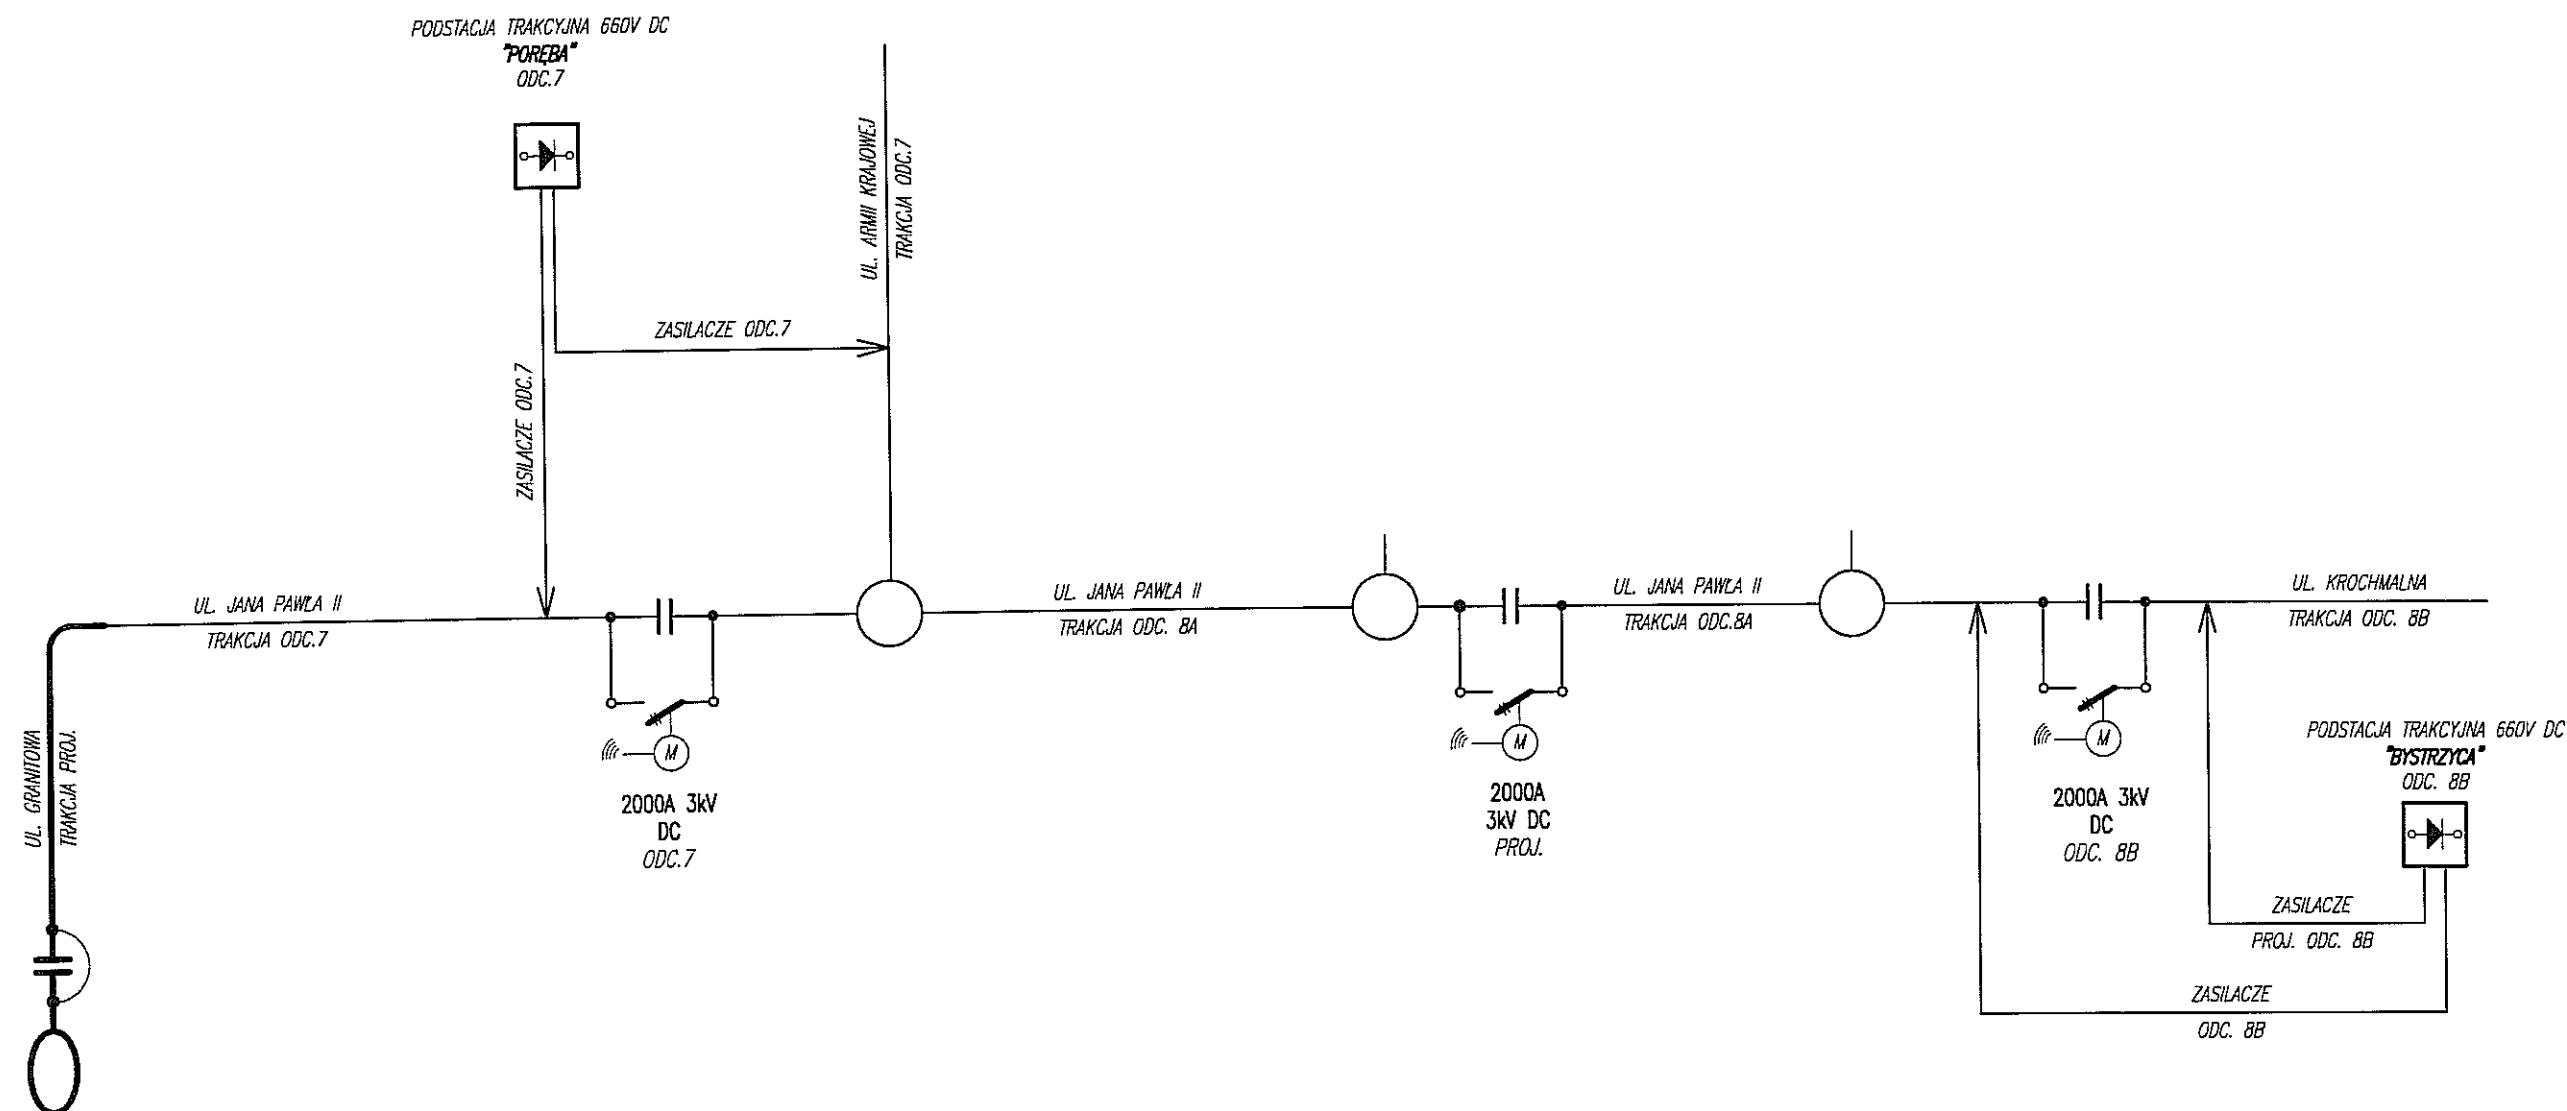 PODSTACJA TRAKCYJNA 660V DC
"PORĘBA"
ODC.7
UL. ARMII KRAJOWEJ
TRAKCJA ODC.7
ZASILACZE ODC.7
ZASILACZE ODC.7
UL. JANA PAWŁA II
TRAKCJA ODC.7
UL. JANA PAWŁA II
TRAKCJA ODC. 8A
UL. JANA PAWŁA II
TRAKCJA ODC.8A
UL. KROCHMALNA
TRAKCJA ODC. 8B
UL. GRANITOWA
TRAKCJA PROJ.
M
2000A 3kV
DC
ODC.7
M
2000A
3kV DC
PROJ.
M
2000A 3kV
DC
ODC. 8B
PODSTACJA TRAKCYJNA 660V DC
"BYSTRZYCA"
ODC. 8B
ZASILACZE
PROJ. ODC. 8B
ZASILACZE
ODC. 8B